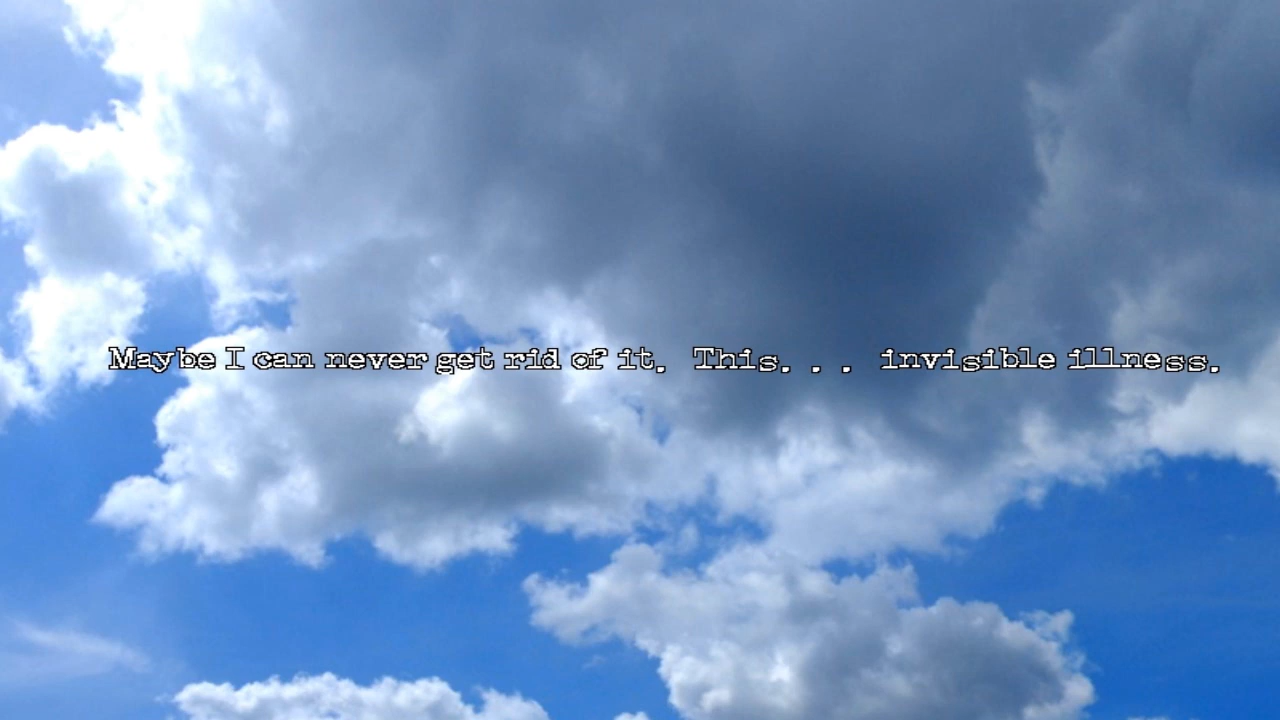 Maybe I can never get rid of it. This. . . invisible illness.